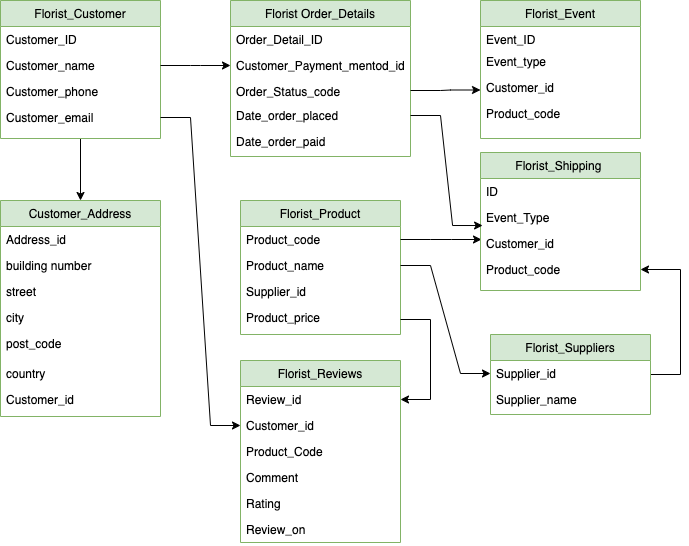 Florist_Customer
Customer_ID
Customer_name
Customer_phone
Customer_email
Florist Order_Details
Order_Detail_ID
Customer_Payment_mentod_id
Order_Status_code
Date_order_placed
Date_order_paid
Florist_Event
Event_ID
Event_type
Customer_id
Product_code
Florist_Shipping
ID
Event_Type
Customer_id
Product_code
Customer_Address
Address_id
building number
street
city
post_code
country
Customer_id
Florist_Product
Product_code
Product_name
Supplier_id
Product_price
Florist_Suppliers
Supplier_id
Supplier_name
Florist_Reviews
Review_id
Customer_id
Product_Code
Comment
Rating
Review_on